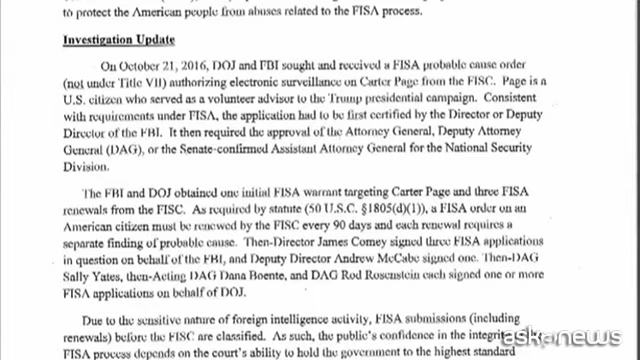 to protect the American people from abuses related to the FISA process.
Investigation Update
On October 21, 2016, DOJ and FBI sought and received a FISA probable cause order
(not under Title VII) authorizing electronic surveillance on Carter Page from the FISC. Page is a
U.S. citizen who served as a volunteer advisor to the Trump presidential campaign. Consistent
with requirements under FISA, the application had to be first certified by the Director or Deputy
Director of the FBI. It then required the approval of the Attorney General, Deputy Attorney
General (DAG), or the Senate-confirmed Assistant Attorney General for the National Security
Division.
The FBI and DOJ obtained one initial FISA warrant targeting Carter Page and three FISA
renewals from the FISC. As required by statute (50 U.S.C. §1805(d)(1)), a FISA order on an
American citizen must be renewed by the FISC every 90 days and each renewal requires a
separate finding of probable cause. Then-Director James Comey signed three FISA applications
in question on behalf of the FBI, and Deputy Director Andrew McCabe signed one. Then-DAG
Sally Yates, then-Acting DAG Dana Boente, and DAG Rod Rosenstein each signed one or more
FISA applications on behalf of DOJ.
Due to the sensitive nature of foreign intelligence activity, FISA submissions (including
renewals) before the FISC are classified. As such, the public's confidence in the integrity of the
FISA process depends on the court's ability to hold the government to the highest standard
askanews